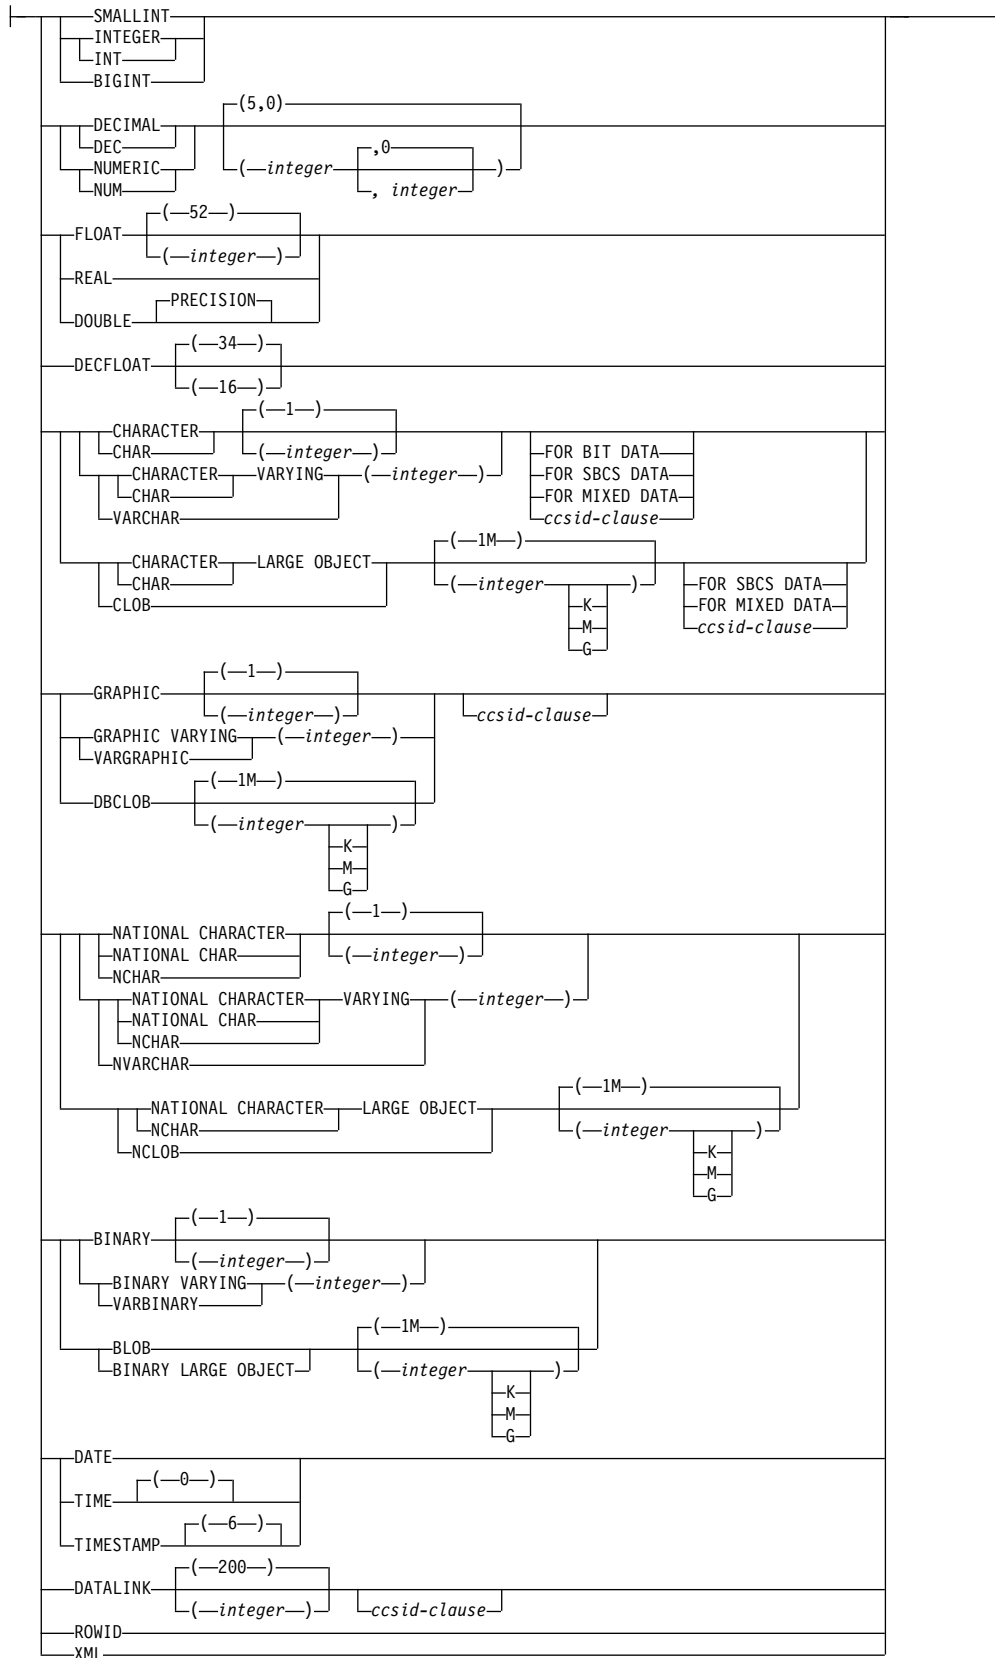 SMALLINT
INTEGER
INT
BIGINT
(5,0)
DECIMAL
DEC
( integer ,0 )
NUMERIC
NUM
, integer
( 52 )
FLOAT
( integer )
REAL
PRECISION
DOUBLE
( 34 )
DECFLOAT
( 16 )
( 1 )
CHARACTER
CHAR
( integer )
FOR BIT DATA
CHARACTER VARYING ( integer )
FOR SBCS DATA
CHAR
FOR MIXED DATA
VARCHAR
ccsid-clause
( 1M )
CHARACTER LARGE OBJECT
CHAR
( integer )
FOR SBCS DATA
CLOB
K
FOR MIXED DATA
M
ccsid-clause
G
( 1 )
GRAPHIC
( integer )
ccsid-clause
GRAPHIC VARYING ( integer )
VARGRAPHIC
( 1M )
DBCLOB
( integer )
K
M
G
( 1 )
NATIONAL CHARACTER
NATIONAL CHAR
( integer )
NCHAR
NATIONAL CHARACTER VARYING ( integer )
NATIONAL CHAR
NCHAR
NVARCHAR
( 1M )
NATIONAL CHARACTER LARGE OBJECT
NCHAR
( integer )
NCLOB
K
M
G
( 1 )
BINARY
( integer )
BINARY VARYING ( integer )
VARBINARY
( 1M )
BLOB
BINARY LARGE OBJECT
( integer )
K
M
G
DATE
( 0 )
TIME
( 6 )
TIMESTAMP
( 200 )
DATALINK
( integer )
ccsid-clause
ROWID
XML